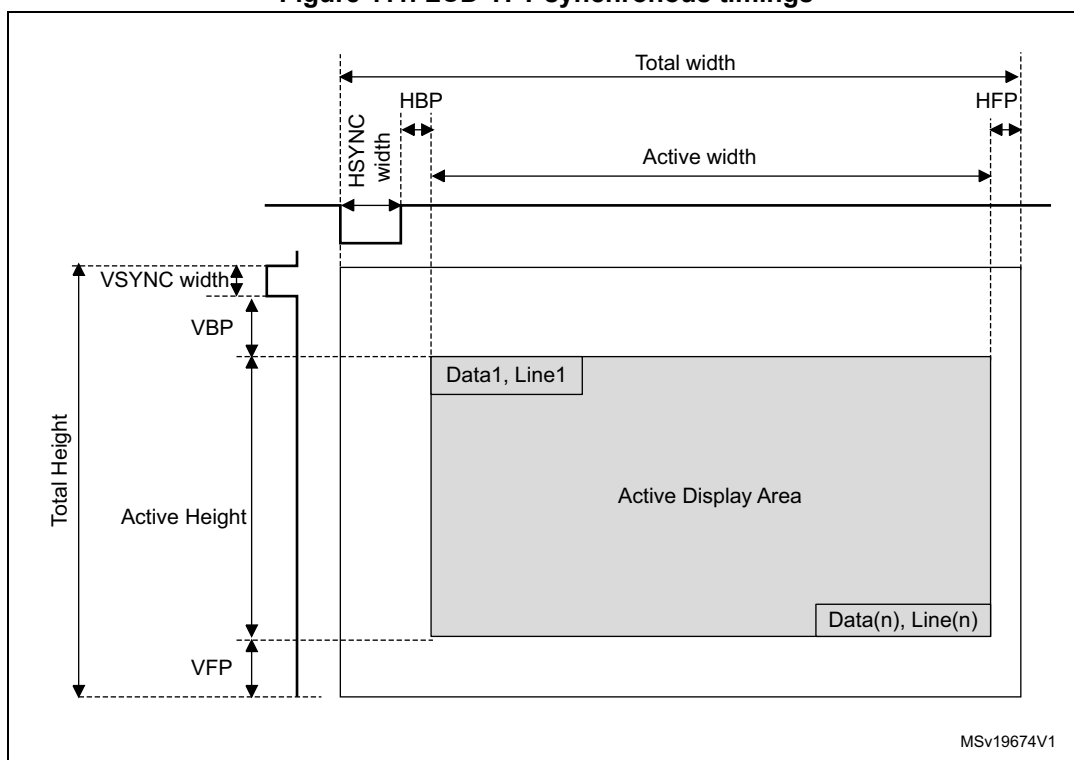 Figure LCD-TFT synchronous timings
Total width
HBP
HFP
HSYNC
width
Active width
VSYNC width
VBP
Data1, Line1
Total Height
Active Height
Active Display Area
Data(n), Line(n)
VFP
MSv19674V1